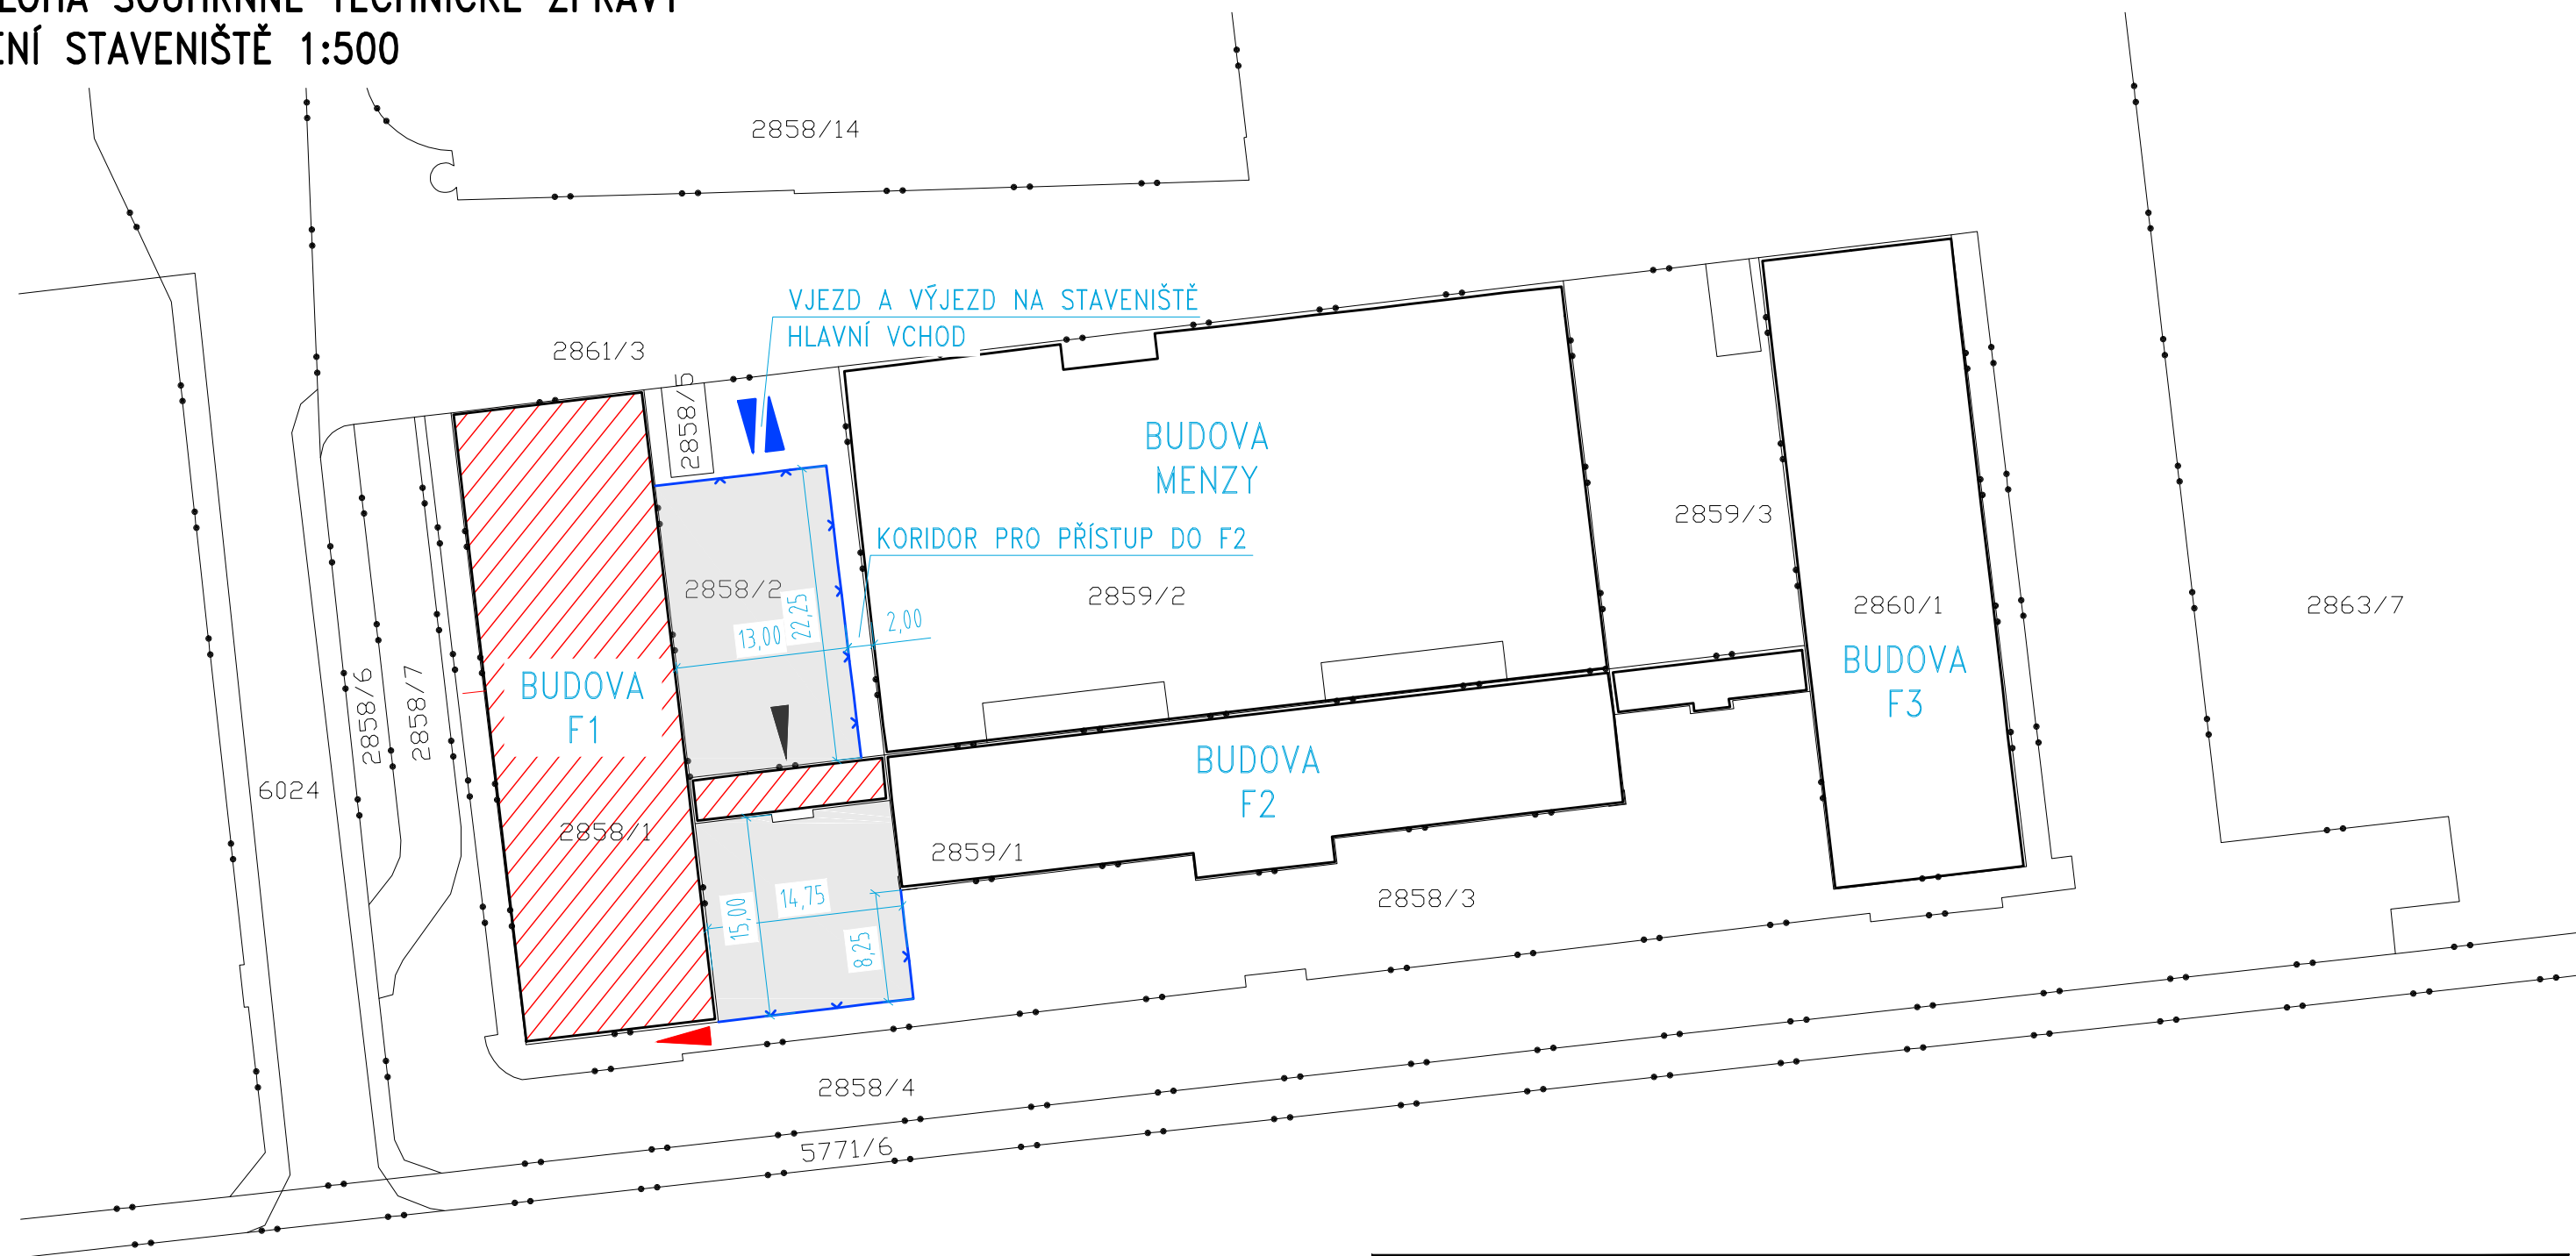 SOUHRNNÉ TECHNICKÉ ZPRÁVY
STAVENIŠTĚ 1:500
2858/14
VJEZD A VÝJEZD NA STAVENIŠTĚ
HLAVNÍ VCHOD
2861/3
2858/5
BUDOVA
MENZY
2859/3
KORIDOR PRO PŘÍSTUP DO F2
2858/2
22,25
13,00
2,00
2859/2
2860/1
2863/7
BUDOVA
F1
BUDOVA
F3
2858/6
2858/7
6024
BUDOVA
F2
2858/1
2859/1
15,00
14,75
8,25
2858/3
2858/4
5771/6